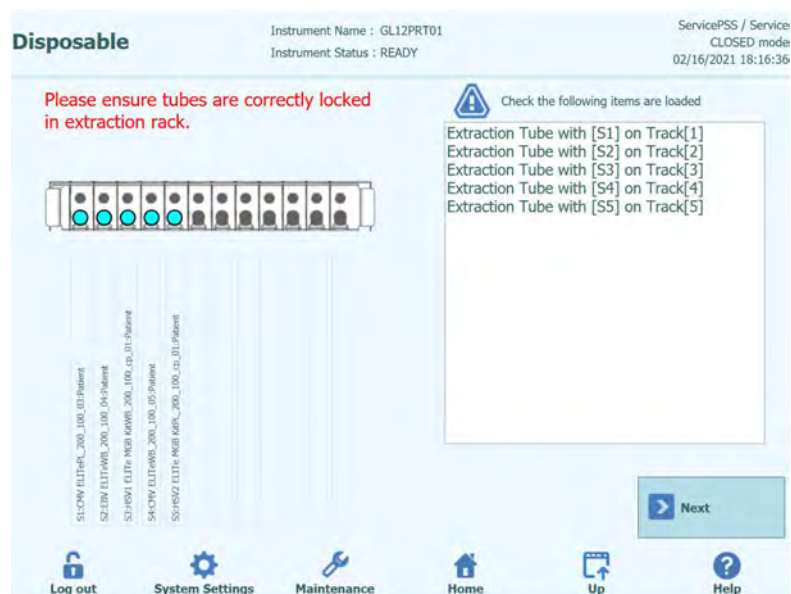 Disposable
Instrument Name : GL12PRT01
Instrument Status : READY
ServicePSS / Service
CLOSED mode
02/16/2021 18:16:36
Please ensure tubes are correctly locked
in extraction rack.
Check the following items are loaded
Extraction Tube with [S1] on Track[1]
Extraction Tube with [S2] on Track[2]
Extraction Tube with [S3] on Track[3]
Extraction Tube with [S4] on Track[4]
Extraction Tube with [S5] on Track[5]
S1:CMV ELITePL_200_100_03:Patient
S2:EBV ELITeWB_200_100_04:Patient
S3:HSV1 ELITe MGB KitWB_200_100_cp_01:Patient
S4:CMV ELITeWB_200_100_05:Patient
S5:HSV2 ELITe MGB KitPL_200_100_cp_01:Patient
Next
Log out
System Settings
Maintenance
Home
Up
Help